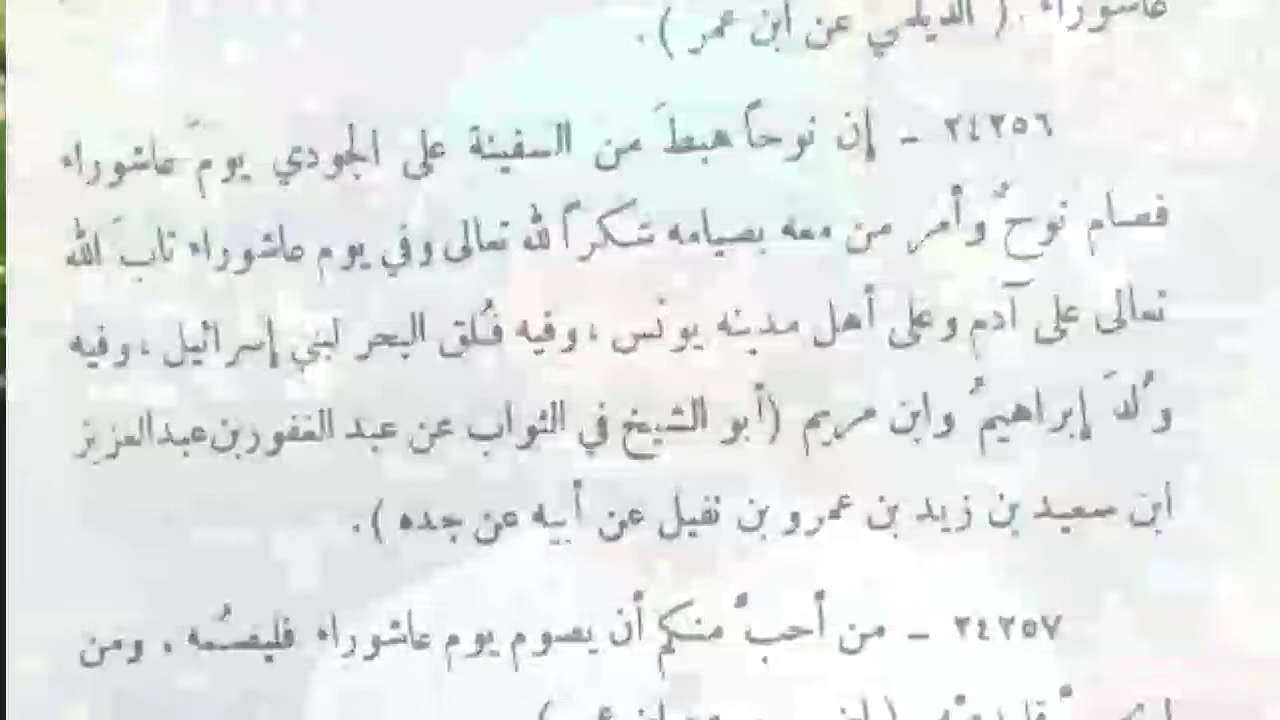 عاشوراء . ( الديلمي عن ابن عمر ) .
٢٤٢٥٦ - إن نوحاً هبطَ من السفينة على الجودي يومَ عاشوراء
فصام نوحٌ وأمر من معه بصيامه شكراً لله تعالى وفي يوم عاشوراء تابَ الله
تعالى على آدم وعلى أهل مدينه يونس ، وفيه فُلق البحر لبني إسرائيل ، وفيه
وُلدَ إبراهيمُ وابن مريم (أبو الشيخ في الثواب عن عبد الغفور بن عبد العزيز
ابن سعيد بن زيد بن عمرو بن نفيل عن أبيه عن جده ) .
٢٤٢٥٧ - من أحبَّ منكم أن يصوم يوم عاشوراء فليصُمه . ومن